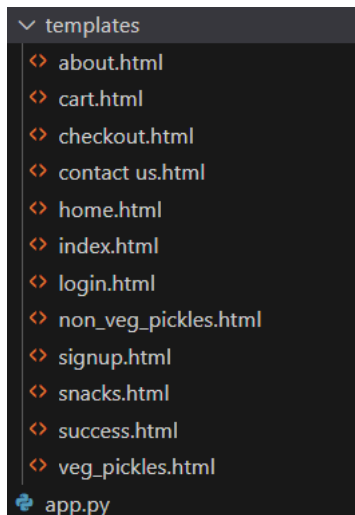 templates
about.html
cart.html
checkout.html
contact us.html
home.html
index.html
login.html
non_veg_pickles.html
signup.html
snacks.html
success.html
veg_pickles.html
app.py